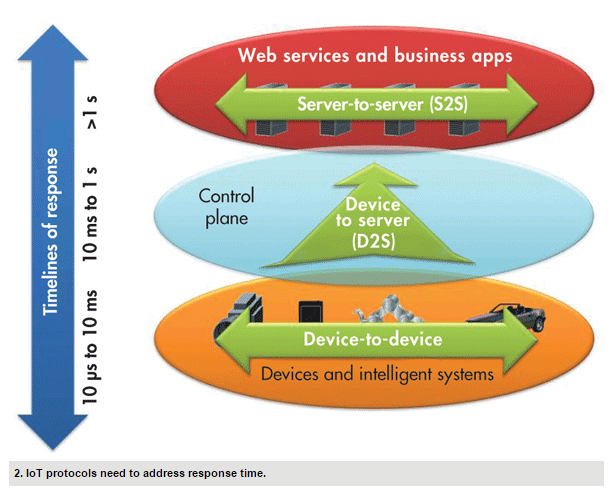 Timelines of response
>1 s
10 ms to 1 s
10 µs to 10 ms
Web services and business apps
Server-to-server (S2S)
Control
plane
Device
to server
(D2S)
Device-to-device
Devices and intelligent systems
2. IoT protocols need to address response time.